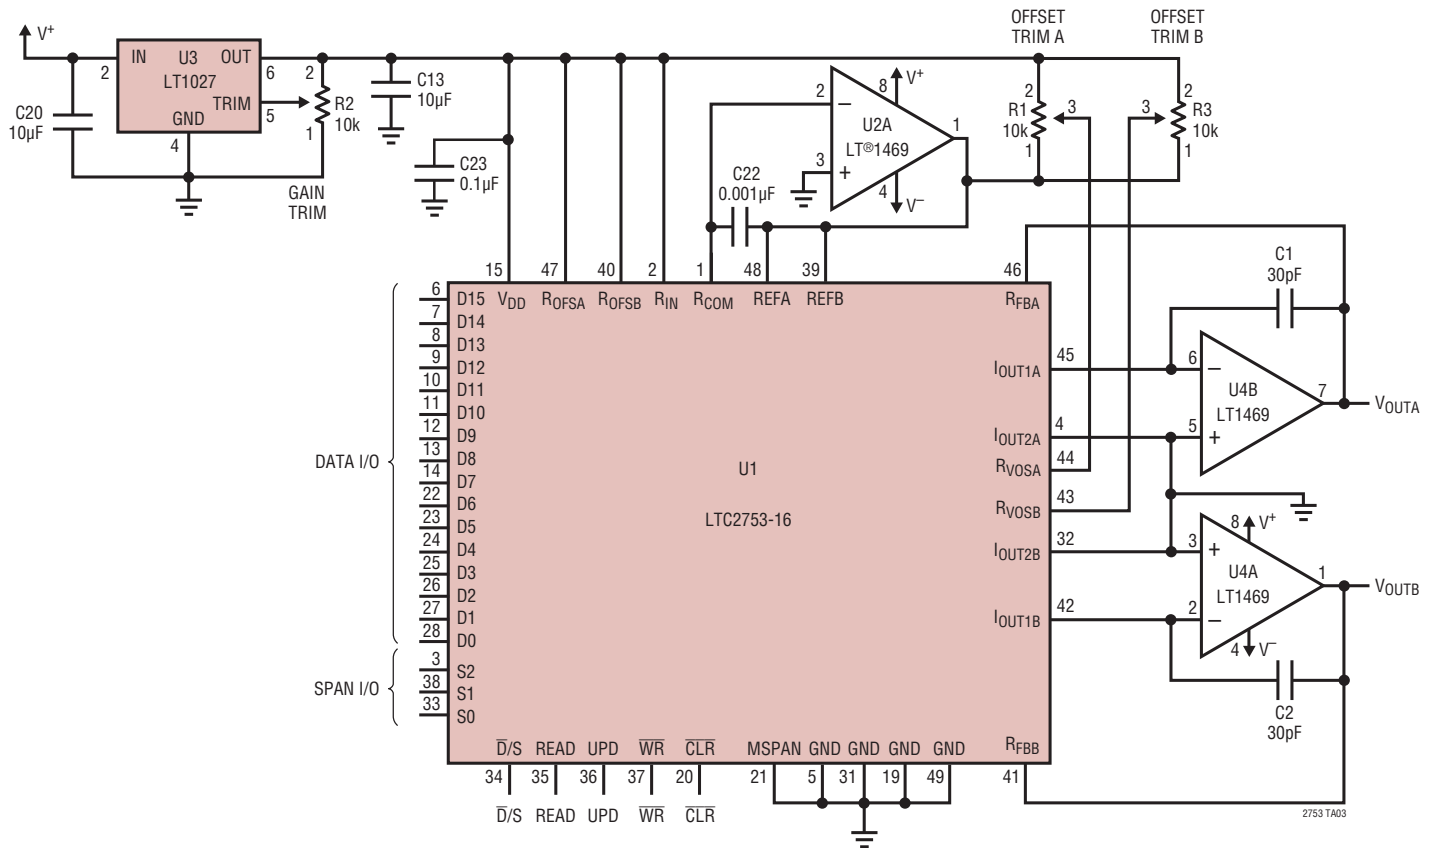 OFFSET TRIM A
OFFSET TRIM B
V+
2
IN
U3
OUT
LT1027
TRIM
GND
4
6
5
C20
10µF
2
R2
10k
1
GAIN TRIM
C13
10µF
C23
0.1µF
C22
0.001µF
2
−
3
+
8
V+
U2A
LT®1469
4
V−
1
2
R1
10k
1
3
3
2
R3
10k
1
15
47
40
2
1
48
39
46
VDD
ROFSA
ROFSB
RIN
RCOM
REFA
REFB
RFBA
DATA I/O
6 D15
7 D14
8 D13
9 D12
10 D11
11 D10
12 D9
13 D8
14 D7
22 D6
23 D5
24 D4
25 D3
26 D2
27 D1
28 D0
SPAN I/O
3 S2
38 S1
33 S0
U1
LTC2753-16
IOUT1A 45
IOUT2A 4
RVOSA 44
RVOSB 43
IOUT2B 32
IOUT1B 42
RFBB
41
C1
30pF
6
−
5
+
U4B
LT1469
7
VOUTA
8
V+
3
+
2
−
U4A
LT1469
4
V−
1
VOUTB
C2
30pF
D̅/S READ UPD W̅R̅ C̅L̅R̅ MSPAN GND GND GND GND
34 35 36 37 20 21 5 31 19 49
D̅/S READ UPD W̅R̅ C̅L̅R̅
2753 TA03